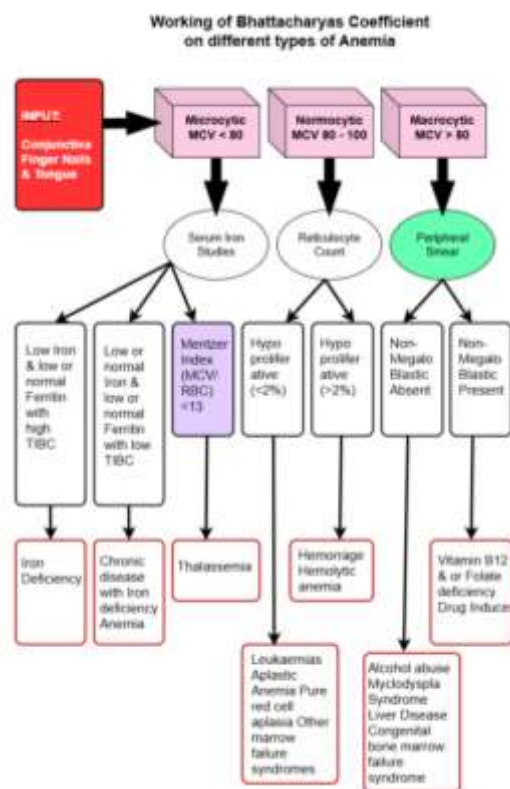 Working of Bhattacharyas Coefficient
on different types of Anemia
INPUT:
Conjunctive
Finger Nails
& Tongue
Microcytic
MCV < 80
Normocytic
MCV 80 - 100
Macrocytic
MCV > 80
Serum Iron
Studies
Reticulocyte
Count
Peripheral
Smear
Low Iron
& low or
normal
Ferritin
with
high
TIBC
Low or
normal
Iron &
low or
normal
Ferritin
with low
TIBC
Mentzer
Index
(MCV/
RBC)
<13
Hypo
prolifer
ative
(<2%)
Hypo
prolifer
ative
(>2%)
Non-
Megalo
Blastic
Absent
Non-
Megalo
Blastic
Present
Iron
Deficiency
Chronic
disease
with Iron
deficiency
Anemia
Thalassemia
Hemorrage
Hemolytic
anemia
Vitamin B12
& or Folate
deficiency
Drug Induce
Leukaemias
Aplastic
Anemia Pure
red cell
aplasia Other
marrow
failure
syndromes
Alcohol abuse
Myclodyspla
Syndrome
Liver Disease
Congenital
bone marrow
failure
syndrome